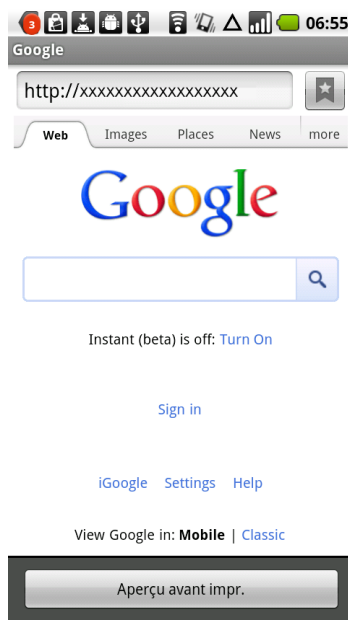 3 06:55
Google
http://xxxxxxxxxxxxxxxxxx
Web Images Places News more
Google
Instant (beta) is off: Turn On
Sign in
iGoogle Settings Help
View Google in: Mobile | Classic
Aperçu avant impr.